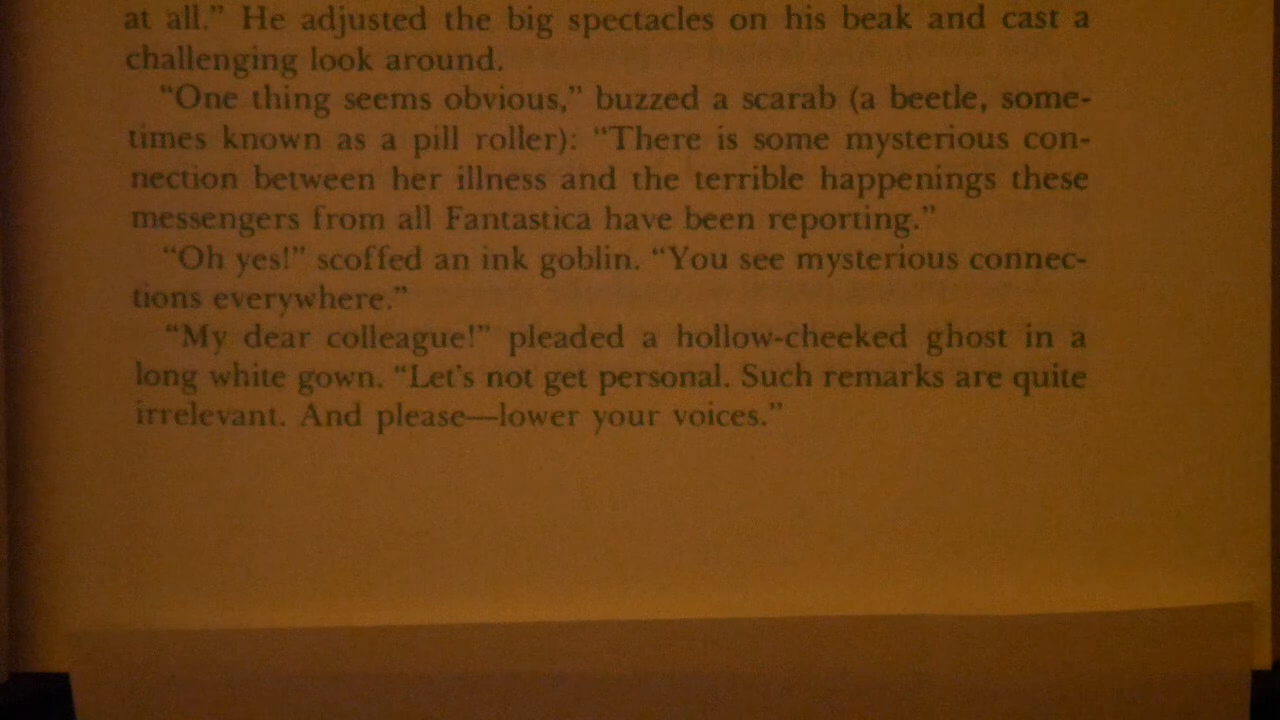 at all.” He adjusted the big spectacles on his beak and cast a
challenging look around.
“One thing seems obvious,” buzzed a scarab (a beetle, some-
times known as a pill roller): “There is some mysterious con-
nection between her illness and the terrible happenings these
messengers from all Fantastica have been reporting.”
“Oh yes!” scoffed an ink goblin. “You see mysterious connec-
tions everywhere.”
“My dear colleague!” pleaded a hollow-cheeked ghost in a
long white gown. “Let’s not get personal. Such remarks are quite
irrelevant. And please—lower your voices.”